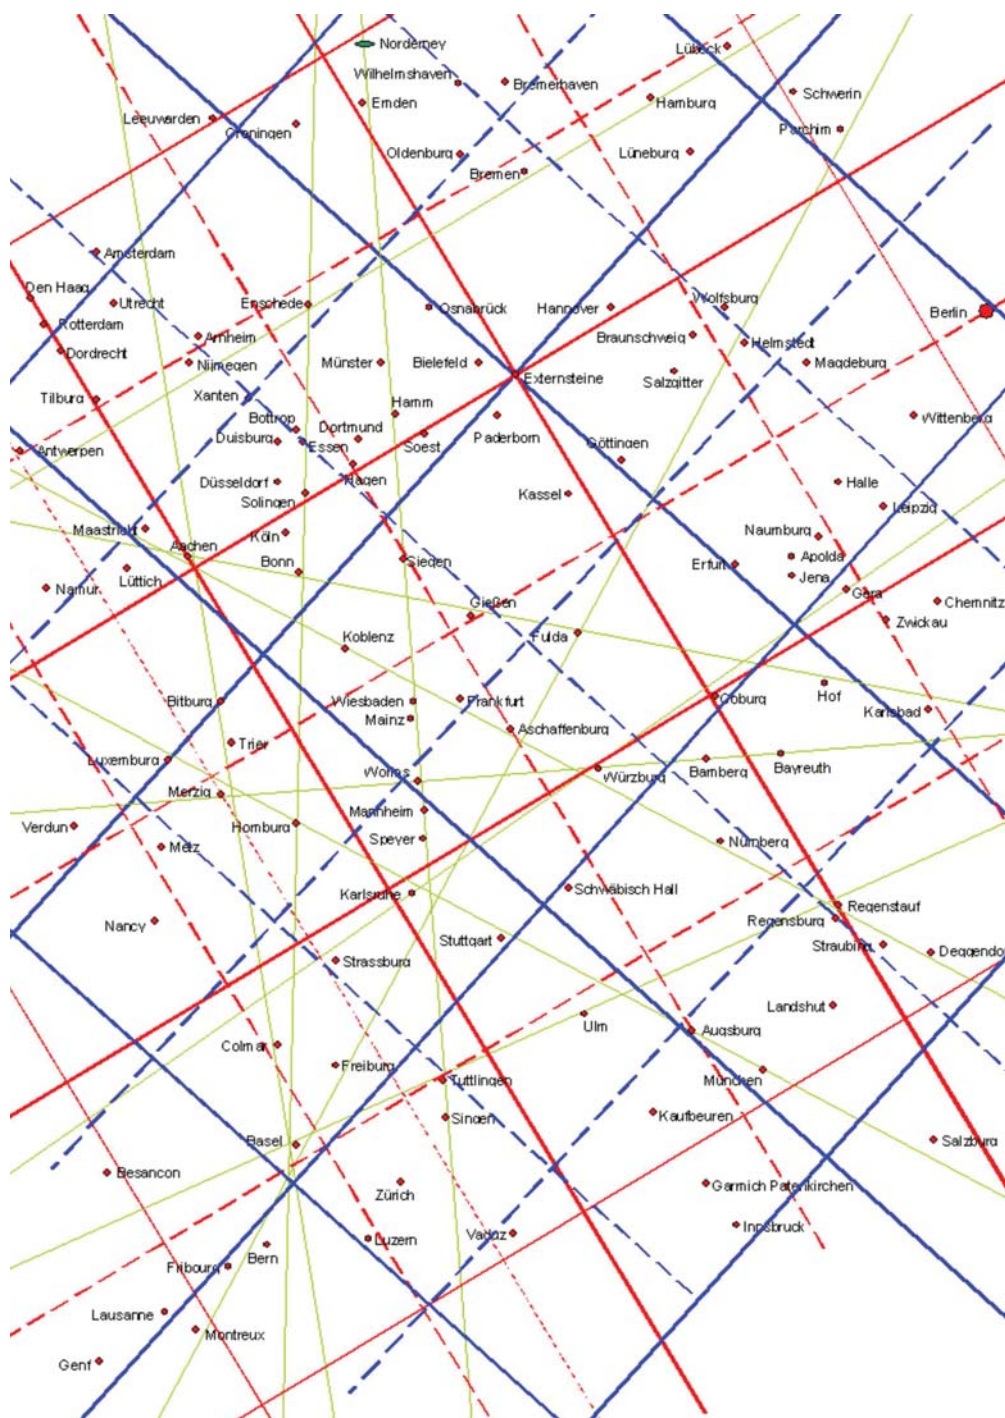 Norderney
Lübeck
Wilhelmshaven
Bremerhaven
Schwerin
Emden
Hamburg
Leeuwarden
Groningen
Parchim
Oldenburg
Lüneburg
Bremen
Amsterdam
Den Haag
Utrecht
Enschede
Osnabrück
Hannover
Wolfsburg
Berlin
Rotterdam
Arnheim
Braunschweig
Helmstedt
Dordrecht
Nijmegen
Münster
Bielefeld
Externsteine
Salzgitter
Magdeburg
Tilburg
Xanten
Hamm
Wittenberg
Bottrop
Dortmund
Paderborn
Duisburg
Essen
Soest
Göttingen
Antwerpen
Düsseldorf
Hagen
Kassel
Halle
Solingen
Leipzig
Maastricht
Köln
Naumburg
Aachen
Bonn
Siegen
Erfurt
Apolda
Lüttich
Jena
Namur
Gießen
Gera
Chemnitz
Koblenz
Fulda
Zwickau
Bitburg
Wiesbaden
Frankfurt
Coburg
Hof
Mainz
Aschaffenburg
Karlsbad
Trier
Luxemburg
Worms
Würzburg
Bamberg
Bayreuth
Merzig
Mannheim
Verdun
Homburg
Speyer
Nürnberg
Metz
Karlsruhe
Schwäbisch Hall
Regenstauf
Nancy
Regensburg
Stuttgart
Straubing
Deggendo
Strassburg
Landshut
Ulm
Augsburg
Colmar
Freiburg
Tuttlingen
München
Singen
Kaufbeuren
Basel
Salzburg
Besancon
Zürich
Garmich Patenkirchen
Luzern
Vaduz
Innsbruck
Bern
Fribourg
Lausanne
Montreux
Genf